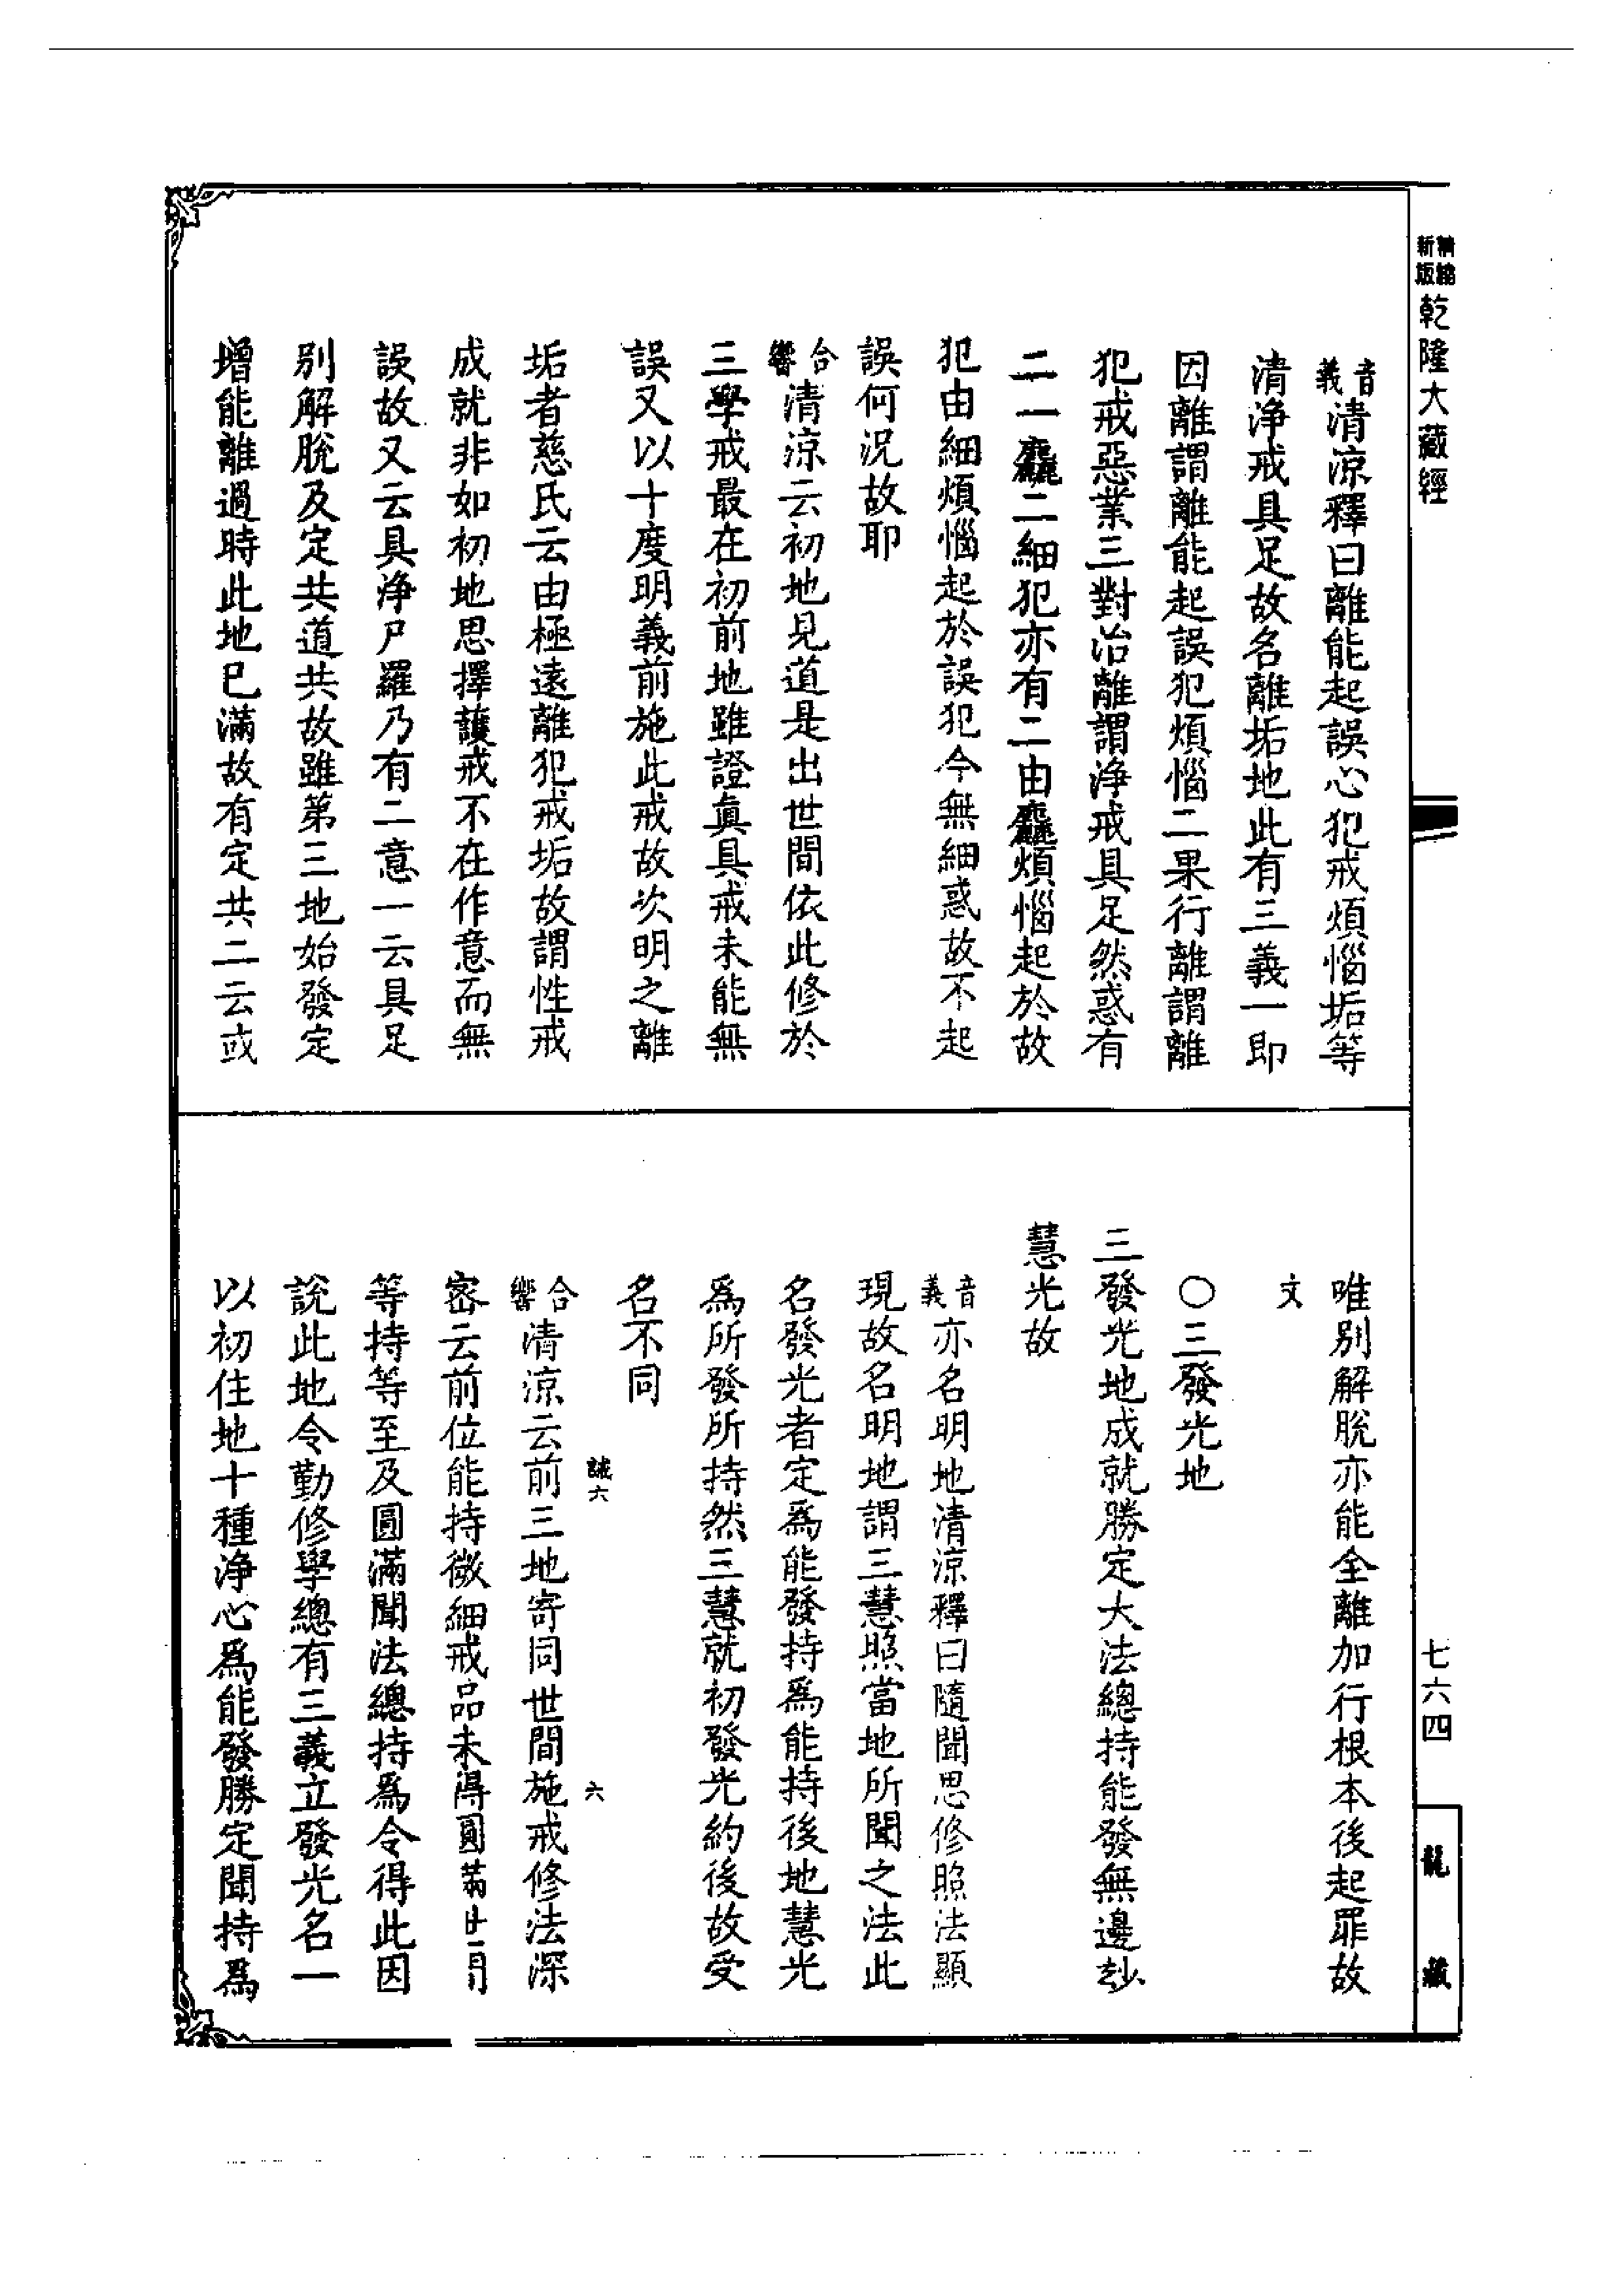 精縮新版乾隆大藏經
音義清涼釋曰離能起誤心犯戒煩惱垢等
清淨戒具足故名離垢地此有三義一即
因離謂離能起誤犯煩惱二果行離謂離
犯戒惡業三對治離謂淨戒具足然惑有
二一麤二細犯亦有二由麤煩惱起於故
犯由細煩惱起於誤犯今無細惑故不起
誤何況故耶
合響清涼云初地見道是出世間依此修於
三學戒最在初前地雖證眞具戒未能無
誤又以十度明義前施此戒故次明之離
垢者慈氏云由極遠離犯戒垢故謂性戒
成就非如初地思擇護戒不在作意而無
誤故又云具淨尸羅乃有二意一云具足
別解脫及定共道共故雖第三地始發定
增能離過時此地已滿故有定共二云或
唯別解脫亦能全離加行根本後起罪故
文
〇三發光地
三發光地成就勝定大法總持能發無邊玅
慧光故
音義亦名明地清涼釋曰隨聞思修照法顯
現故名明地謂三慧照當地所聞之法此
名發光者定爲能發持爲能持後地慧光
爲所發所持然三慧就初發光約後故受
名不同
誠六 六
合響清涼云前三地寄同世間施戒修法深
密云前位能持微細戒品未得圓滿世間
等持等至及圓滿聞法總持爲令得此因
說此地令勤修學總有三義立發光名一
以初住地十種淨心爲能發勝定聞持爲
七六四
龍藏